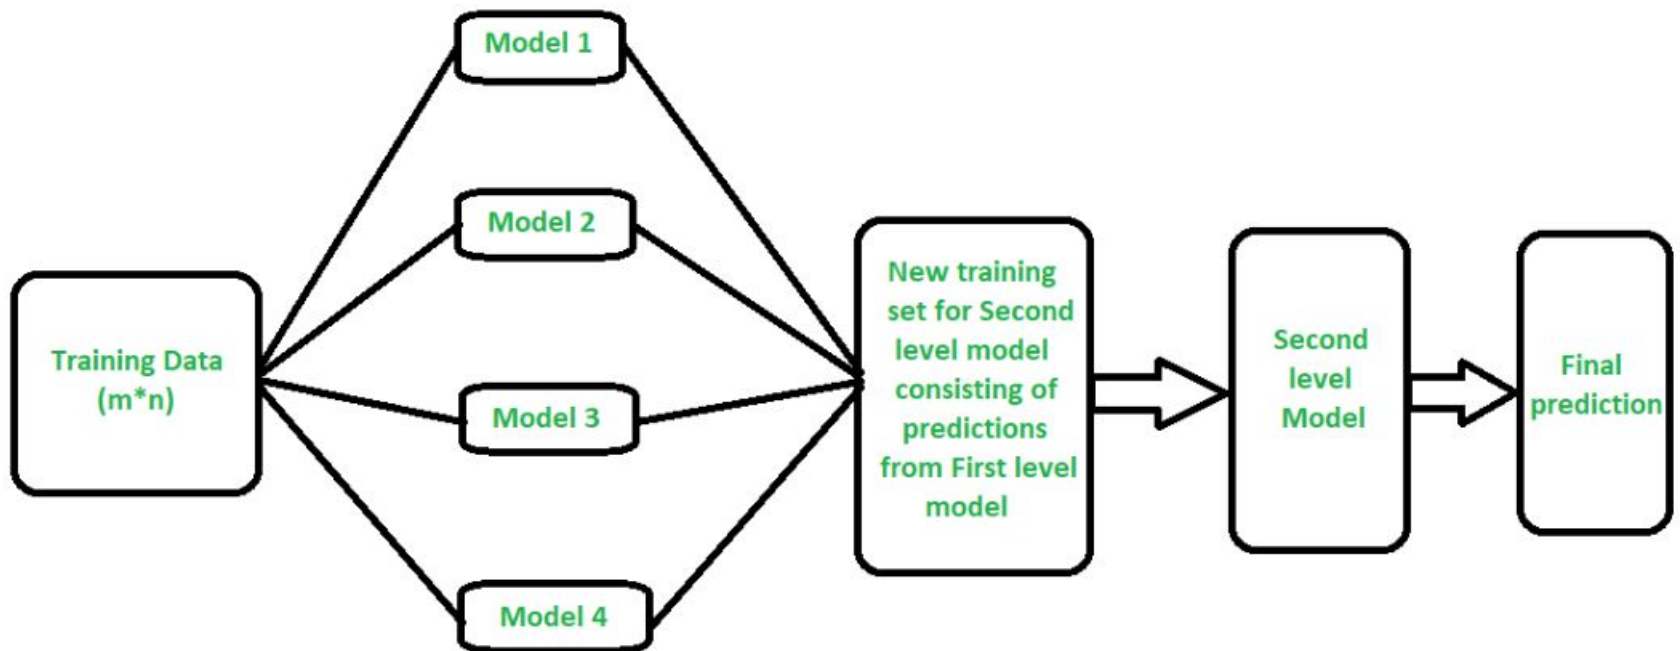 Model 1
Model 2
Training Data
(m*n)
Model 3
Model 4
New training
set for Second
level model
consisting of
predictions
from First level
model
Second
level
Model
Final
prediction